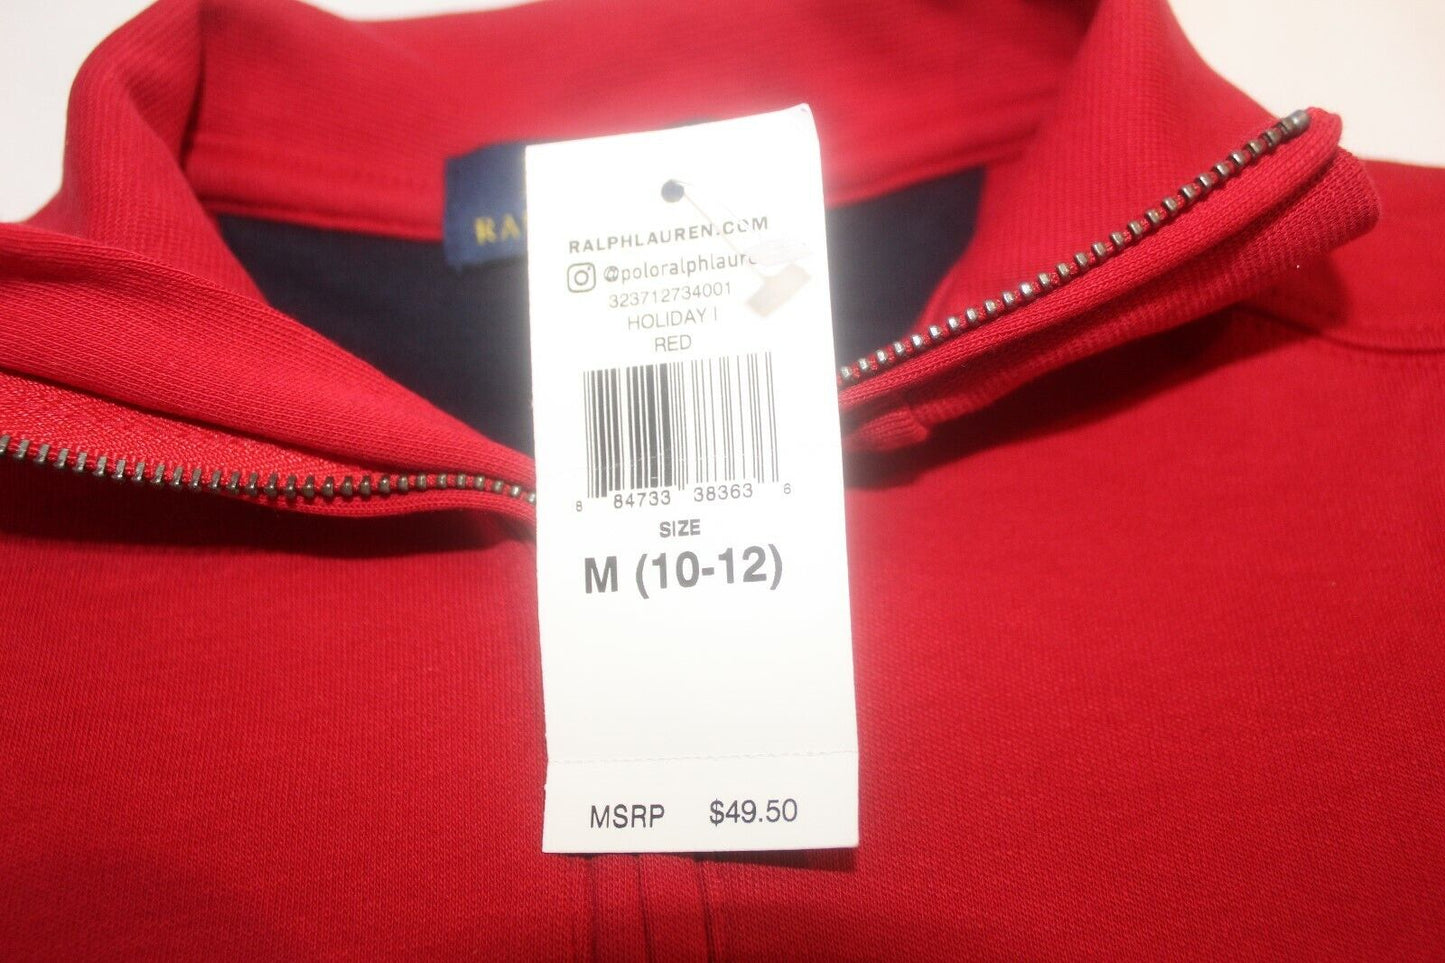 RALPHLAUREN.COM
@poloralphlauren
323712734001
HOLIDAY I
RED
8 84733 38363 6
SIZE
M (10-12)
MSRP $49.50